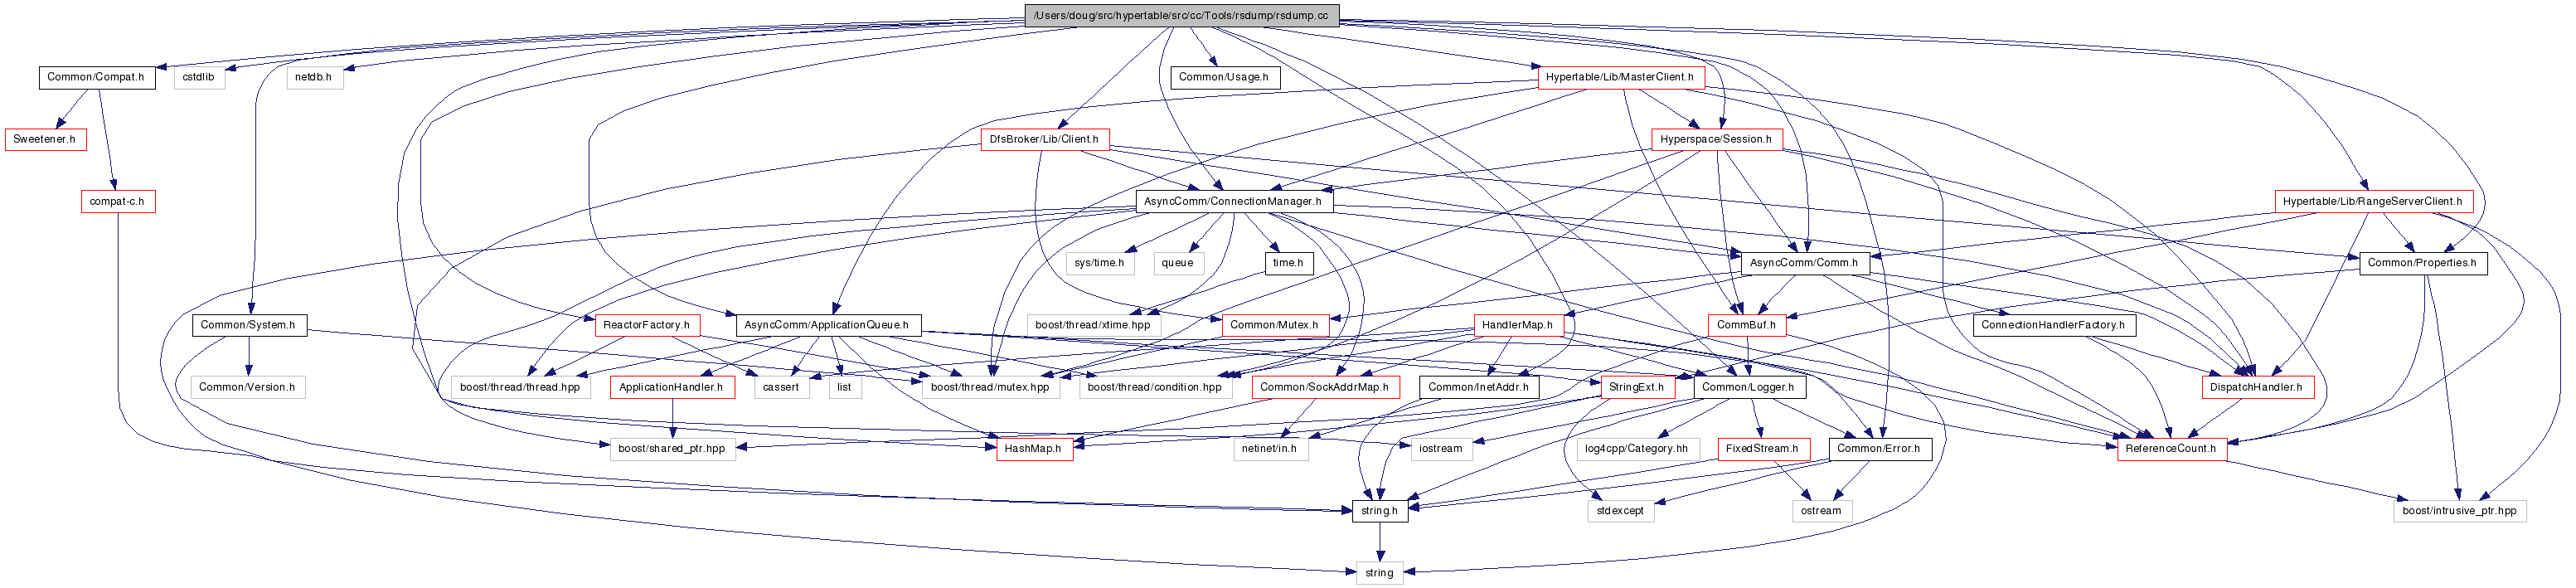 /Users/doug/src/hypertable/src/cc/Tools/rsdump/rsdump.cc
Common/Compat.h
cstdlib
netdb.h
Common/Usage.h
Hypertable/Lib/MasterClient.h
Sweetener.h
DfsBroker/Lib/Client.h
Hyperspace/Session.h
compat-c.h
AsyncComm/ConnectionManager.h
Hypertable/Lib/RangeServerClient.h
sys/time.h
queue
time.h
AsyncComm/Comm.h
Common/Properties.h
Common/System.h
ReactorFactory.h
AsyncComm/ApplicationQueue.h
boost/thread/xtime.hpp
Common/Mutex.h
HandlerMap.h
CommBuf.h
ConnectionHandlerFactory.h
Common/Version.h
boost/thread/thread.hpp
ApplicationHandler.h
cassert
list
boost/thread/mutex.hpp
boost/thread/condition.hpp
Common/SockAddrMap.h
Common/InetAddr.h
StringExt.h
Common/Logger.h
DispatchHandler.h
boost/shared_ptr.hpp
HashMap.h
netinet/in.h
iostream
log4cpp/Category.hh
FixedStream.h
Common/Error.h
ReferenceCount.h
string.h
stdexcept
ostream
boost/intrusive_ptr.hpp
string